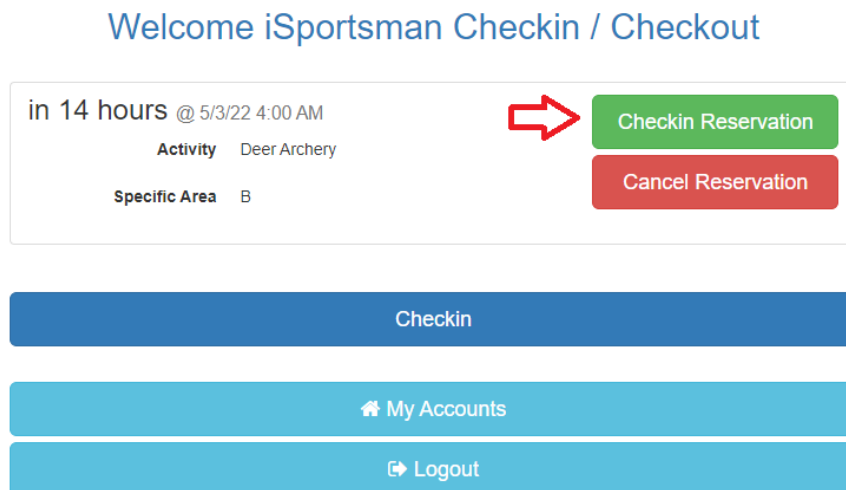 Welcome iSportsman Checkin / Checkout
in 14 hours @ 5/3/22 4:00 AM
Checkin Reservation
Activity Deer Archery
Cancel Reservation
Specific Area B
Checkin
My Accounts
Logout